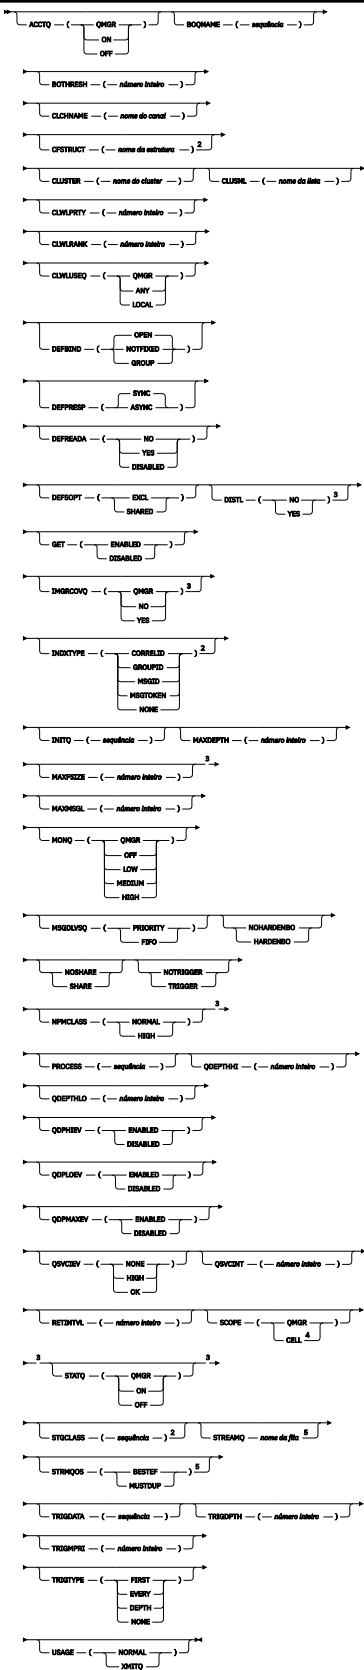 ACCTQ — ( QMGR ) BOQNAME — ( — sequência — )
ON
OFF
BOTHRESH — ( — número inteiro — )
CLCHNAME — ( — nome do canal — )
CFSTRUCT — ( — nome da estrutura — ) 2
CLUSTER — ( — nome do cluster — ) CLUSNL — ( — nome da lista — )
CLWLPRTY — ( — número inteiro — )
CLWLRANK — ( — número inteiro — )
CLWLUSEQ — ( QMGR )
ANY
LOCAL
OPEN
DEFBIND — ( NOTFIXED )
GROUP
SYNC
DEFPRESP — ( ASYNC )
DEFREADA — ( NO )
YES
DISABLED
DEFSOPT — ( EXCL ) DISTL — ( NO ) 3
SHARED YES
GET — ( ENABLED )
DISABLED
IMGRCOVQ — ( QMGR ) 3
NO
YES
INDXTYPE — ( CORRELID ) 2
GROUPID
MSGID
MSGTOKEN
NONE
INITQ — ( — sequência — ) MAXDEPTH — ( — número inteiro — )
3
MAXFSIZE — ( — número inteiro — )
MAXMSGL — ( — número inteiro — )
MONQ — ( QMGR )
OFF
LOW
MEDIUM
HIGH
MSGDLVSQ — ( PRIORITY ) NOHARDENBO
FIFO HARDENBO
NOSHARE NOTRIGGER
SHARE TRIGGER
3
NPMCLASS — ( NORMAL )
HIGH
PROCESS — ( — sequência — ) QDEPTHHI — ( — número inteiro — )
QDEPTHLO — ( — número inteiro — )
QDPHIEV — ( ENABLED )
DISABLED
QDPLOEV — ( ENABLED )
DISABLED
QDPMAXEV — ( ENABLED )
DISABLED
QSVCIEV — ( NONE ) QSVCINT — ( — número inteiro — )
HIGH
OK
RETINTVL — ( — número inteiro — ) SCOPE — ( QMGR )
CELL 4
3 3
STATQ — ( QMGR )
ON
OFF
STGCLASS — ( — sequência — ) 2 STREAMQ — nome da fila 5
STRMQOS — ( BESTEF ) 5
MUSTDUP
TRIGDATA — ( — sequência — ) TRIGDPTH — ( — número inteiro — )
TRIGMPRI — ( — número inteiro — )
TRIGTYPE — ( FIRST )
EVERY
DEPTH
NONE
USAGE — ( NORMAL )
XMITQ